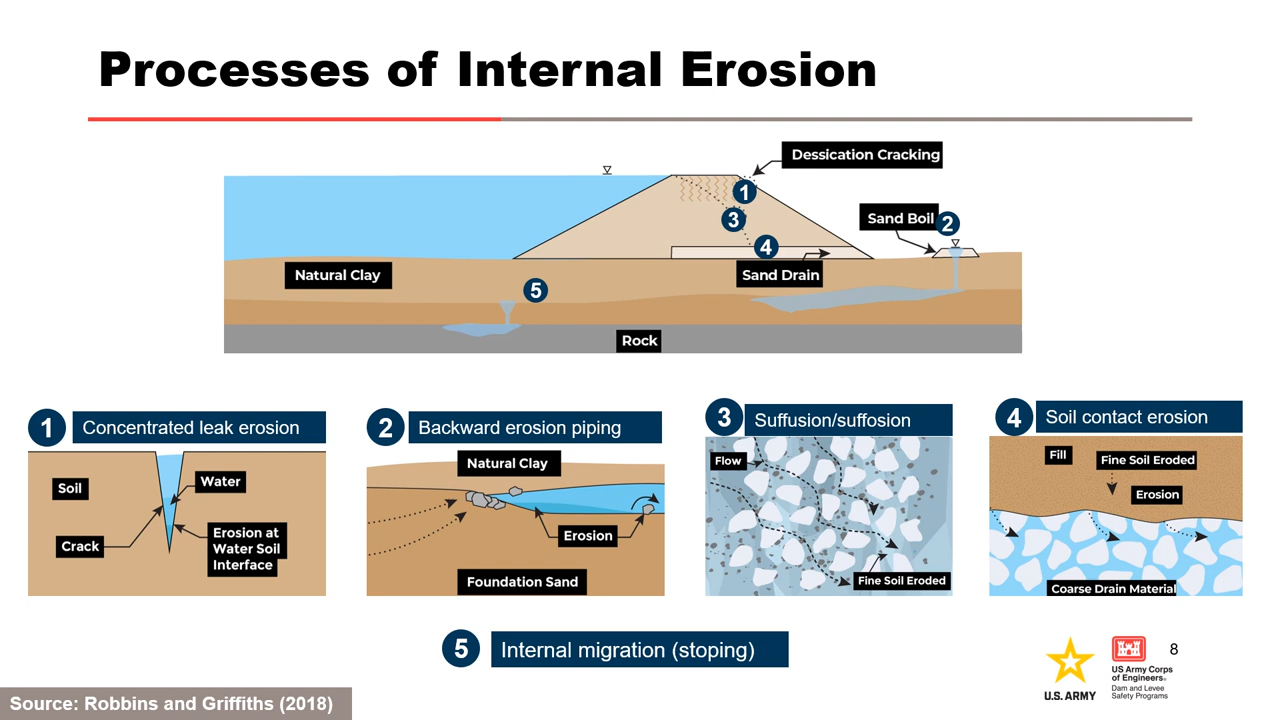 Processes of Internal Erosion
Dessication Cracking
1
3
4
Sand Boil
2
Sand Drain
Natural Clay
5
Rock
1
Concentrated leak erosion
Soil
Water
Crack
Erosion at
Water Soil
Interface
2
Backward erosion piping
Natural Clay
Erosion
Foundation Sand
3
Suffusion/suffosion
Flow
Fine Soil Eroded
4
Soil contact erosion
Fill
Fine Soil Eroded
Erosion
Coarse Drain Material
5
Internal migration (stoping)
U.S. ARMY
US Army Corps
of Engineers®
Dam and Levee
Safety Programs
8
Source: Robbins and Griffiths (2018)